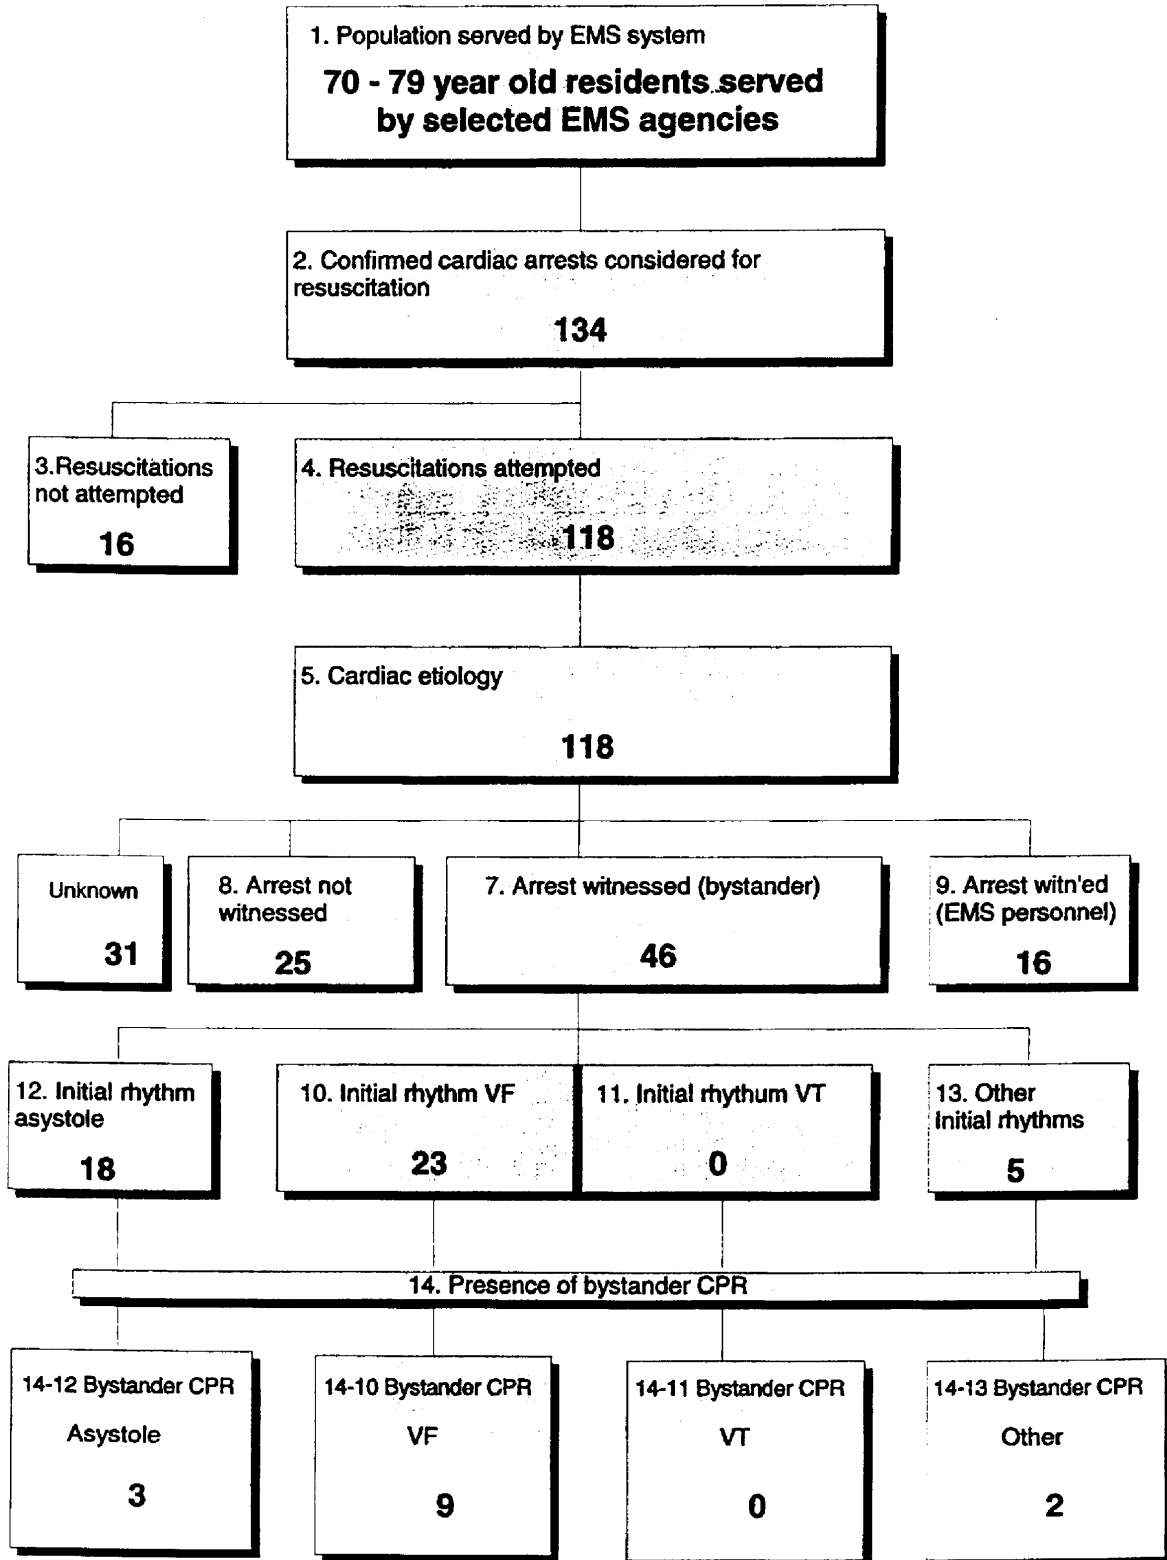 1. Population served by EMS system
70 - 79 year old residents served
by selected EMS agencies
2. Confirmed cardiac arrests considered for
resuscitation
134
3.Resuscitations
not attempted
16
4. Resuscitations attempted
118
5. Cardiac etiology
118
Unknown
31
8. Arrest not
witnessed
25
7. Arrest witnessed (bystander)
46
9. Arrest witn'ed
(EMS personnel)
16
12. Initial rhythm
asystole
18
10. Initial rhythm VF
23
11. Initial rhythum VT
0
13. Other
Initial rhythms
5
14. Presence of bystander CPR
14-12 Bystander CPR
Asystole
3
14-10 Bystander CPR
VF
9
14-11 Bystander CPR
VT
0
14-13 Bystander CPR
Other
2